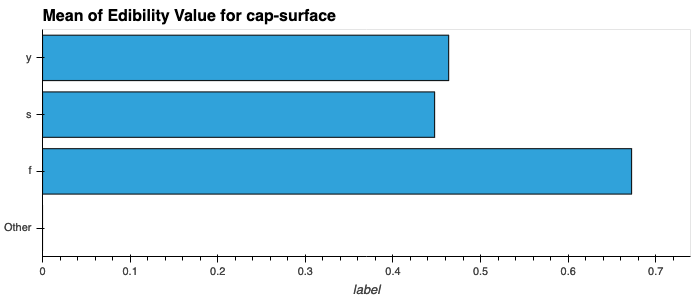 Mean of Edibility Value for cap-surface
y
s
f
Other
0 0.1 0.2 0.3 0.4 0.5 0.6 0.7
label